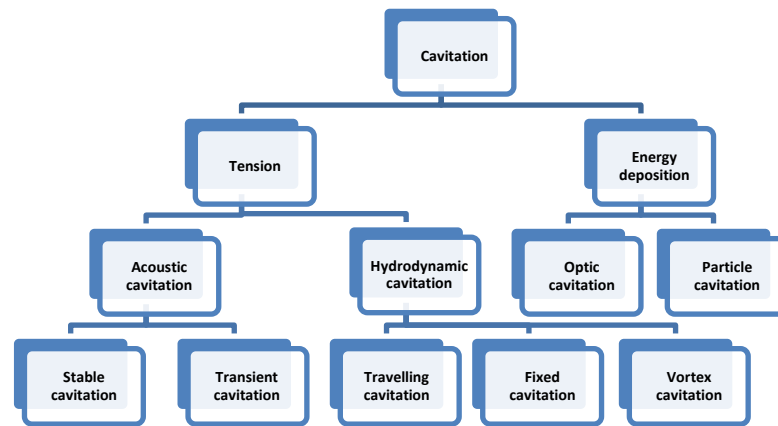 Cavitation
Tension
Energy
deposition
Acoustic
cavitation
Hydrodynamic
cavitation
Optic
cavitation
Particle
cavitation
Stable
cavitation
Transient
cavitation
Travelling
cavitation
Fixed
cavitation
Vortex
cavitation